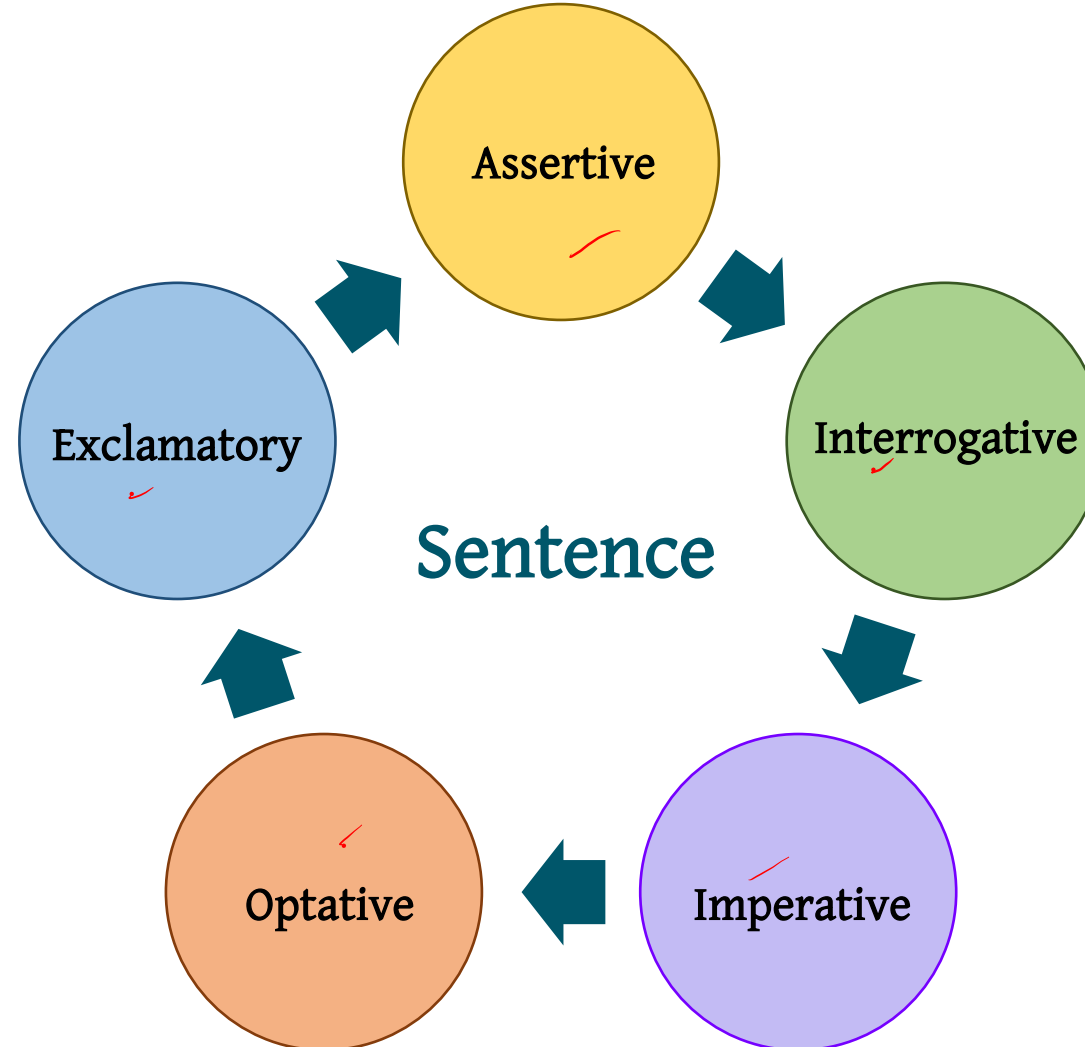 Assertive
Interrogative
Exclamatory
Sentence
Optative
Imperative